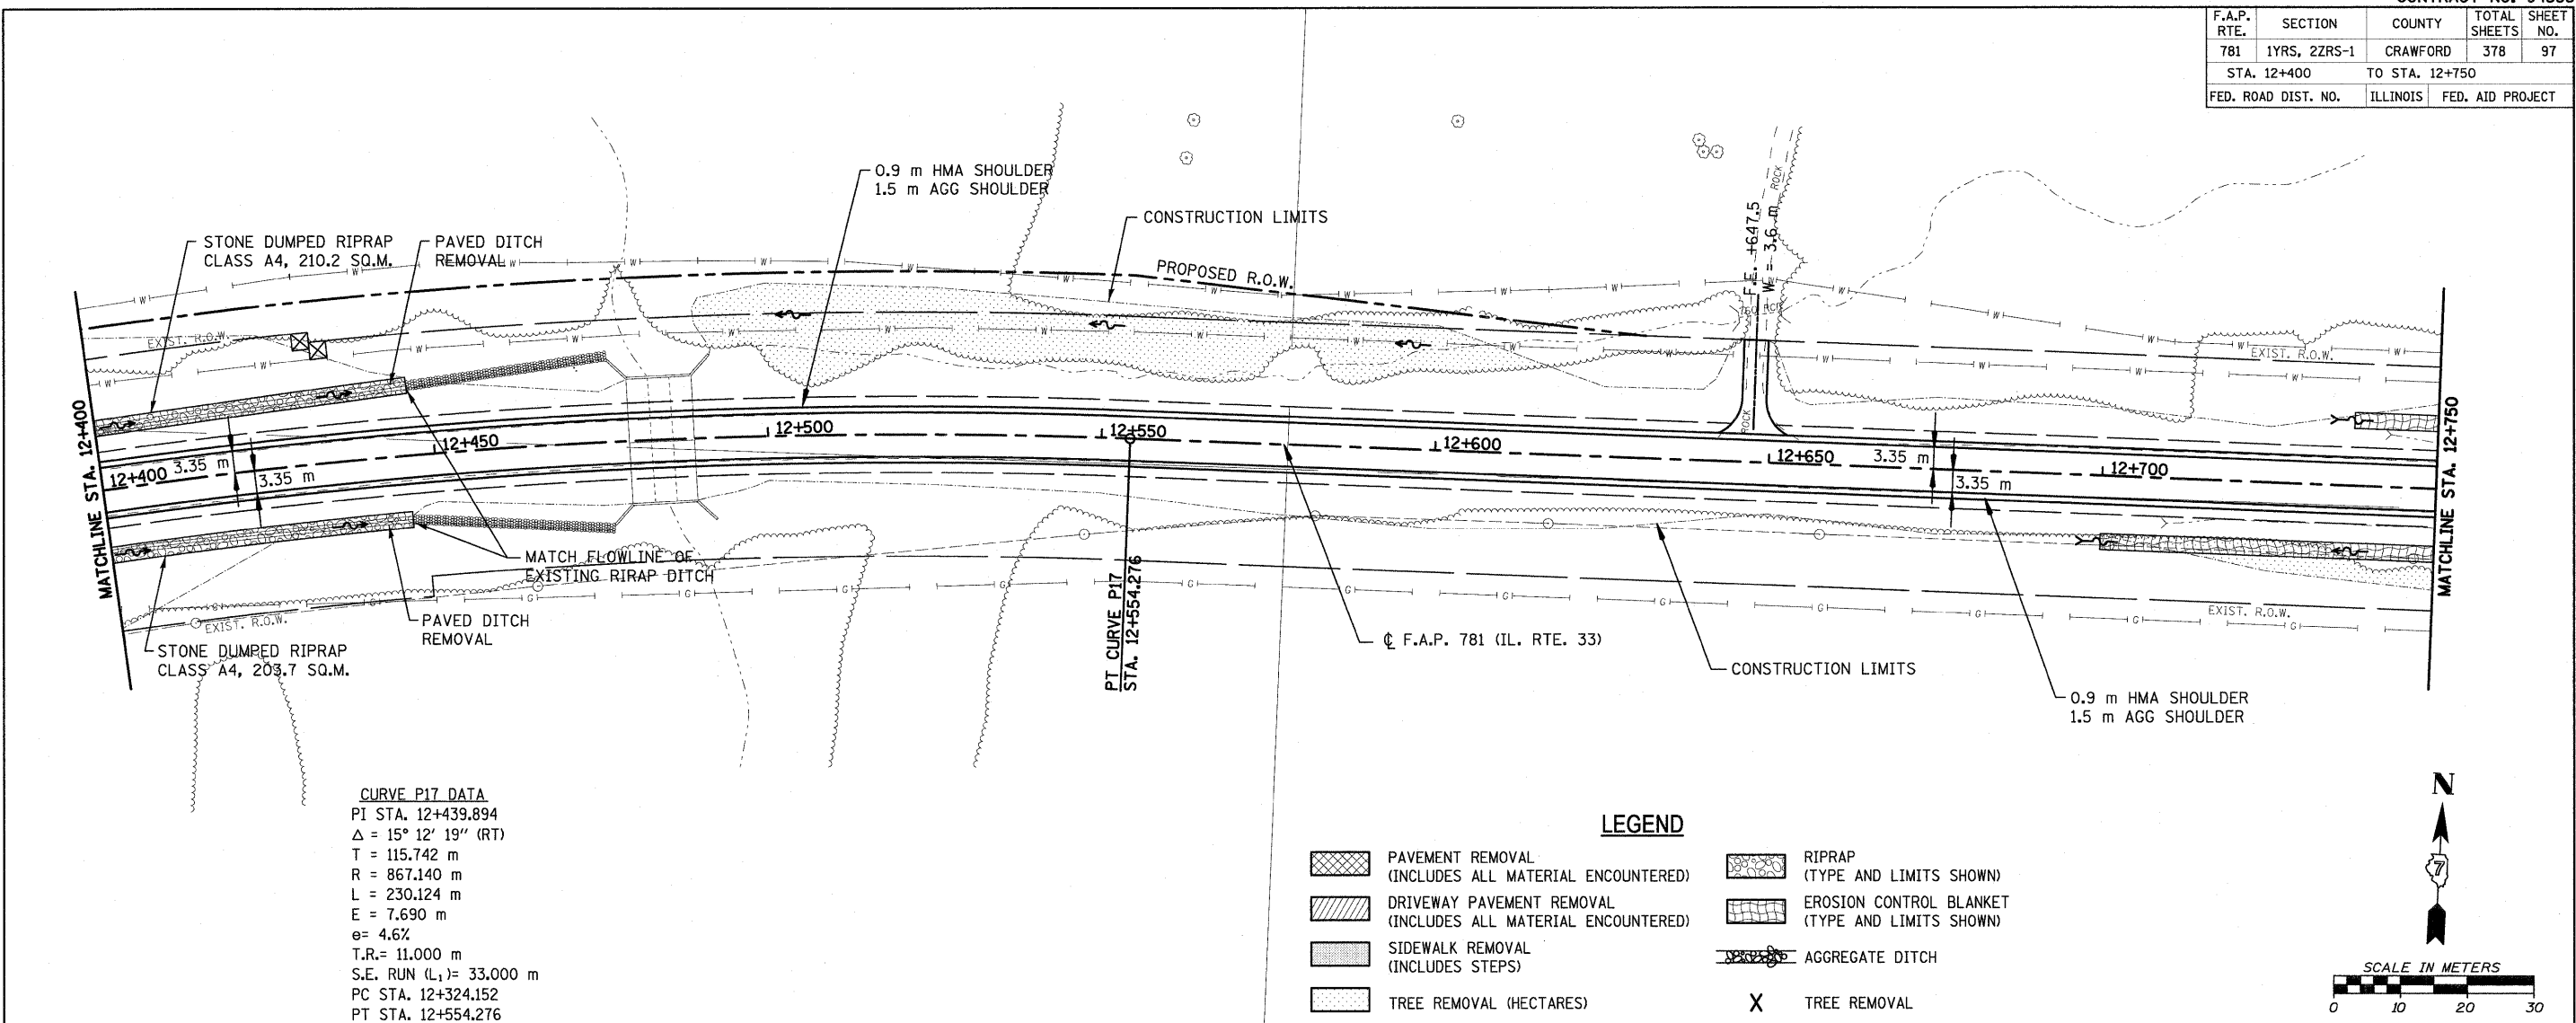 F.A.P. RTE. SECTION COUNTY TOTAL SHEETS SHEET NO.
781 1YRS, 2ZRS-1 CRAWFORD 378 97
STA. 12+400 TO STA. 12+750
FED. ROAD DIST. NO. ILLINOIS FED. AID PROJECT
0.9 m HMA SHOULDER
1.5 m AGG SHOULDER
CONSTRUCTION LIMITS
STONE DUMPED RIPRAP
CLASS A4, 210.2 SQ.M.
PAVED DITCH
REMOVAL
PROPOSED R.O.W.
F.E. +647.5
W = 3.6 m
ROCK
ROCK
EXIST. R.O.W.
EXIST. R.O.W.
MATCHLINE STA. 12+400
12+400
3.35 m
3.35 m
12+450
12+500
12+550
12+600
12+650
3.35 m
3.35 m
12+700
MATCHLINE STA. 12+750
MATCH FLOWLINE OF
EXISTING RIRAP DITCH
PAVED DITCH
REMOVAL
EXIST. R.O.W.
STONE DUMPED RIPRAP
CLASS A4, 203.7 SQ.M.
PT CURVE P17
STA. 12+554.276
℄ F.A.P. 781 (IL. RTE. 33)
CONSTRUCTION LIMITS
EXIST. R.O.W.
0.9 m HMA SHOULDER
1.5 m AGG SHOULDER
CURVE P17 DATA
PI STA. 12+439.894
Δ = 15° 12' 19" (RT)
T = 115.742 m
R = 867.140 m
L = 230.124 m
E = 7.690 m
e= 4.6%
T.R.= 11.000 m
S.E. RUN (L₁)= 33.000 m
PC STA. 12+324.152
PT STA. 12+554.276
LEGEND
PAVEMENT REMOVAL
(INCLUDES ALL MATERIAL ENCOUNTERED)
DRIVEWAY PAVEMENT REMOVAL
(INCLUDES ALL MATERIAL ENCOUNTERED)
SIDEWALK REMOVAL
(INCLUDES STEPS)
TREE REMOVAL (HECTARES)
RIPRAP
(TYPE AND LIMITS SHOWN)
EROSION CONTROL BLANKET
(TYPE AND LIMITS SHOWN)
AGGREGATE DITCH
X TREE REMOVAL
N
7
SCALE IN METERS
0 10 20 30